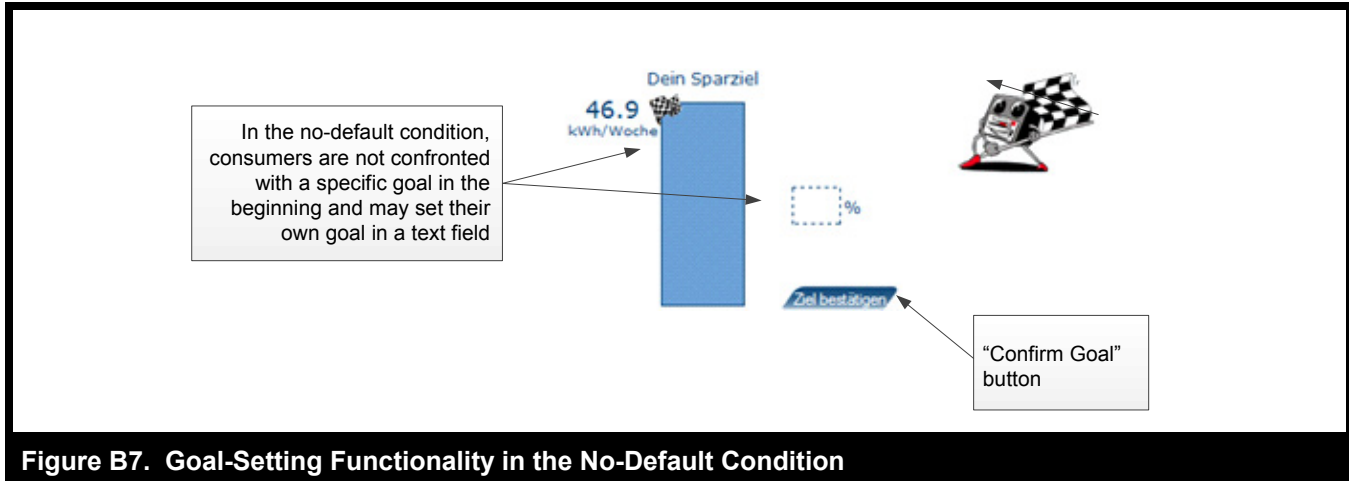 Dein Sparziel
46.9
kWh/Woche
In the no-default condition,
consumers are not confronted
with a specific goal in the
beginning and may set their
own goal in a text field
%
Ziel bestätigen
“Confirm Goal”
button
Figure B7. Goal-Setting Functionality in the No-Default Condition